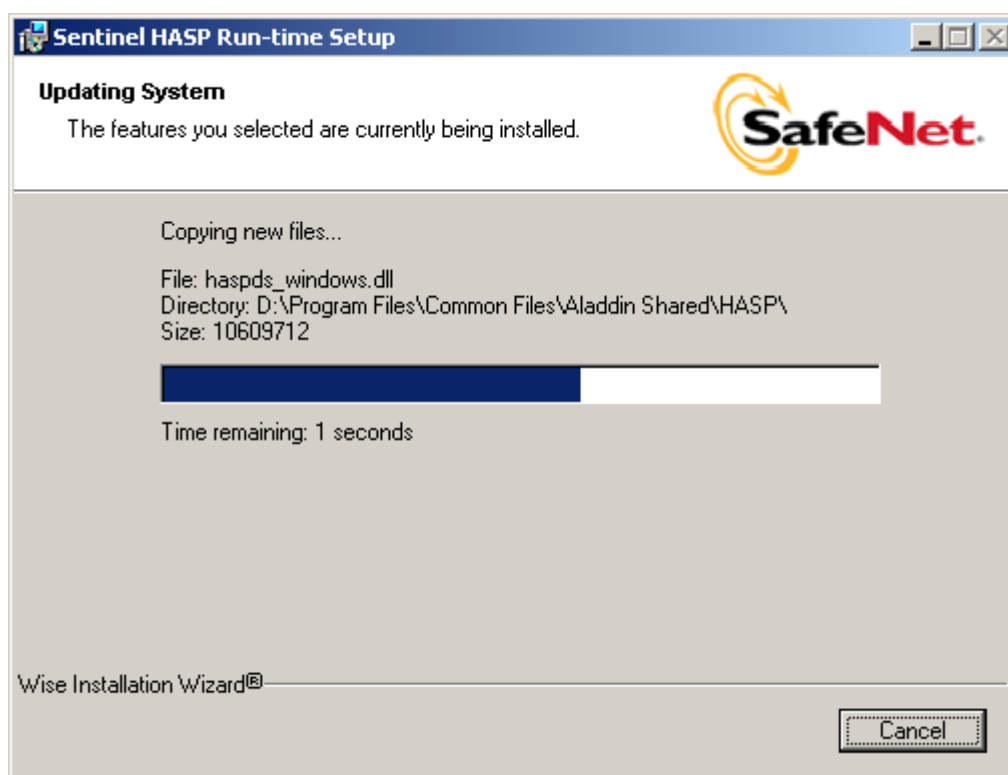 Sentinel HASP Run-time Setup
Updating System
The features you selected are currently being installed.
SafeNet.
Copying new files...
File: haspds_windows.dll
Directory: D:\Program Files\Common Files\Aladdin Shared\HASP\
Size: 10609712
Time remaining: 1 seconds
Wise Installation Wizard®
Cancel